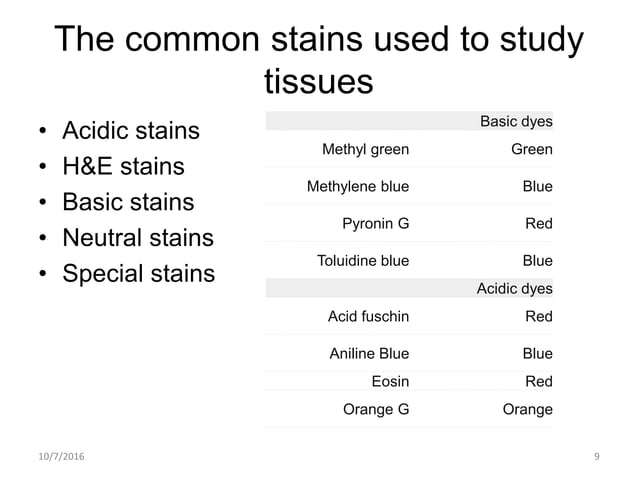 The common stains used to study
tissues
• Acidic stains
• H&E stains
• Basic stains
• Neutral stains
• Special stains
Basic dyes
Methyl green Green
Methylene blue Blue
Pyronin G Red
Toluidine blue Blue
Acidic dyes
Acid fuschin Red
Aniline Blue Blue
Eosin Red
Orange G Orange
10/7/2016 9